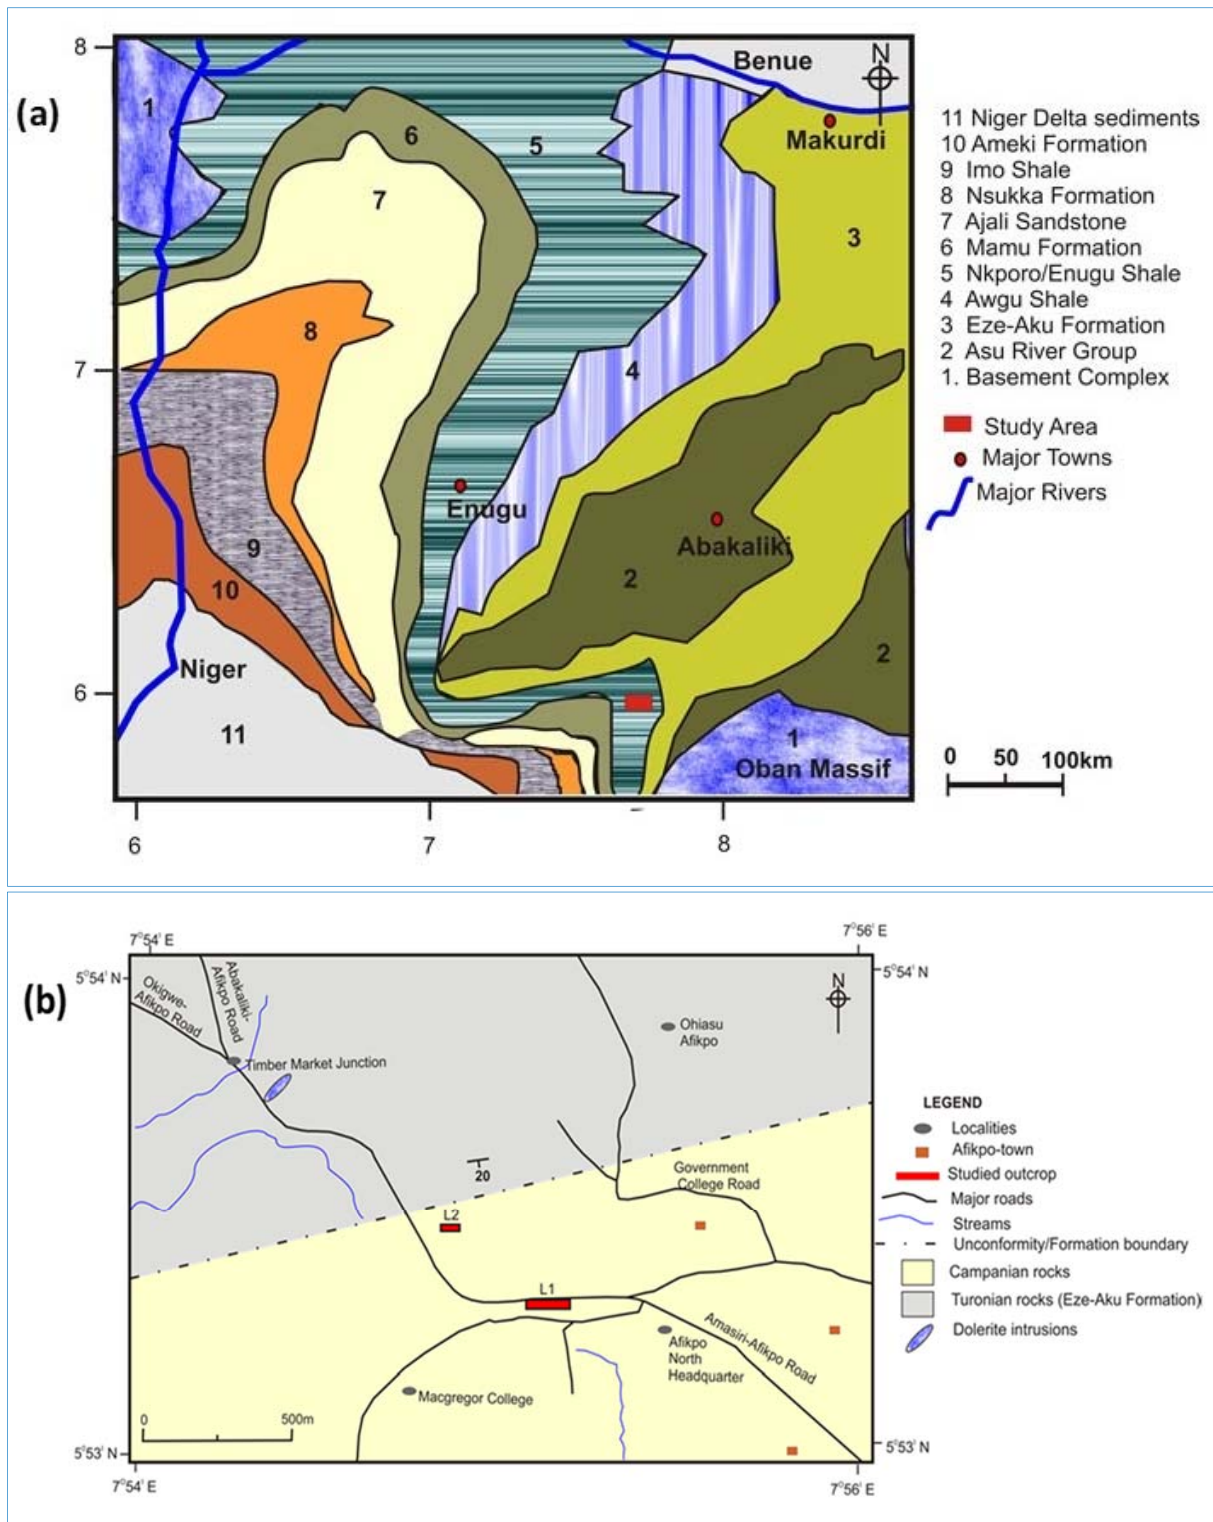 (a)
8
7
6
6
7
8
1
6
5
7
Benue
N
Makurdi
3
8
4
Enugu
Abakaliki
9
10
2
2
Niger
11
1
Oban Massif
11 Niger Delta sediments
10 Ameki Formation
9 Imo Shale
8 Nsukka Formation
7 Ajali Sandstone
6 Mamu Formation
5 Nkporo/Enugu Shale
4 Awgu Shale
3 Eze-Aku Formation
2 Asu River Group
1. Basement Complex
Study Area
Major Towns
Major Rivers
0 50 100km
(b)
7°54' E
7°56' E
5°54' N
5°54' N
Okigwe-
Afikpo Road
Abakaliki-
Afikpo Road
Timber Market Junction
Ohiasu
Afikpo
N
20
Government
College Road
L2
L1
Afikpo
North
Headquarter
Amasiri-Afikpo Road
Macgregor College
0 500m
5°53' N
5°53' N
7°54' E
7°56' E
LEGEND
Localities
Afikpo-town
Studied outcrop
Major roads
Streams
Unconformity/Formation boundary
Campanian rocks
Turonian rocks (Eze-Aku Formation)
Dolerite intrusions